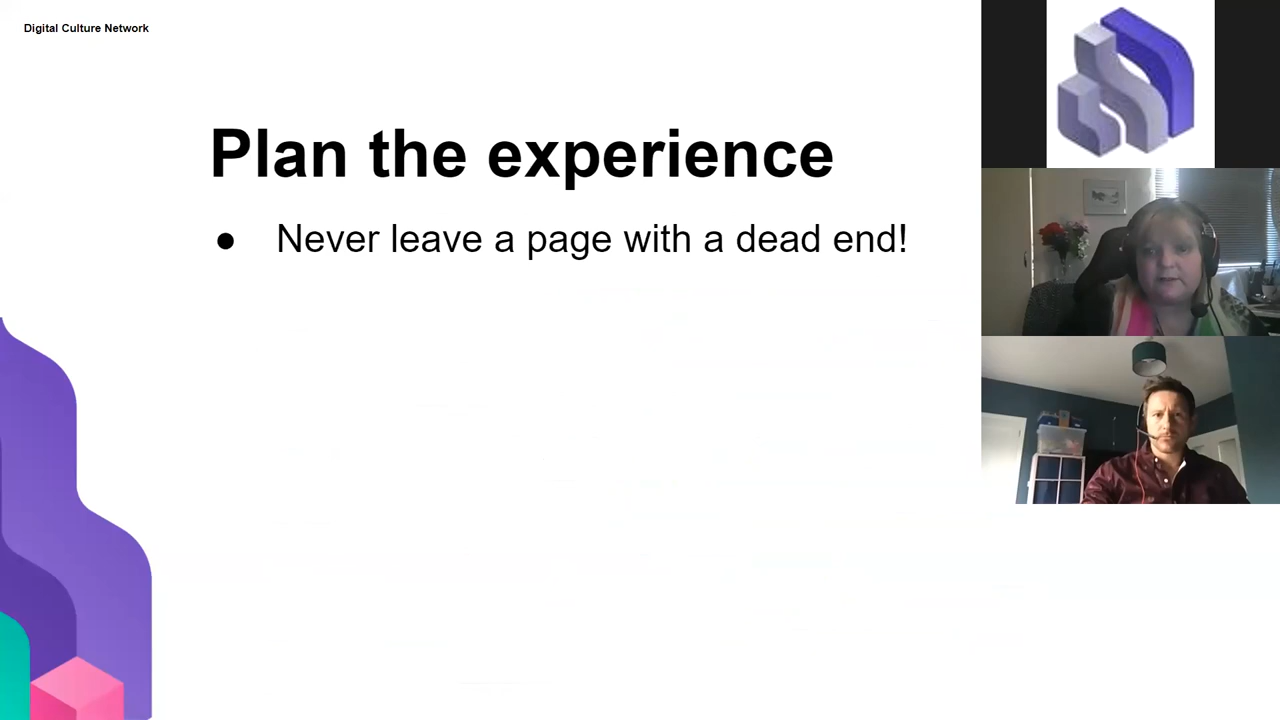 Digital Culture Network
Plan the experience
● Never leave a page with a dead end!